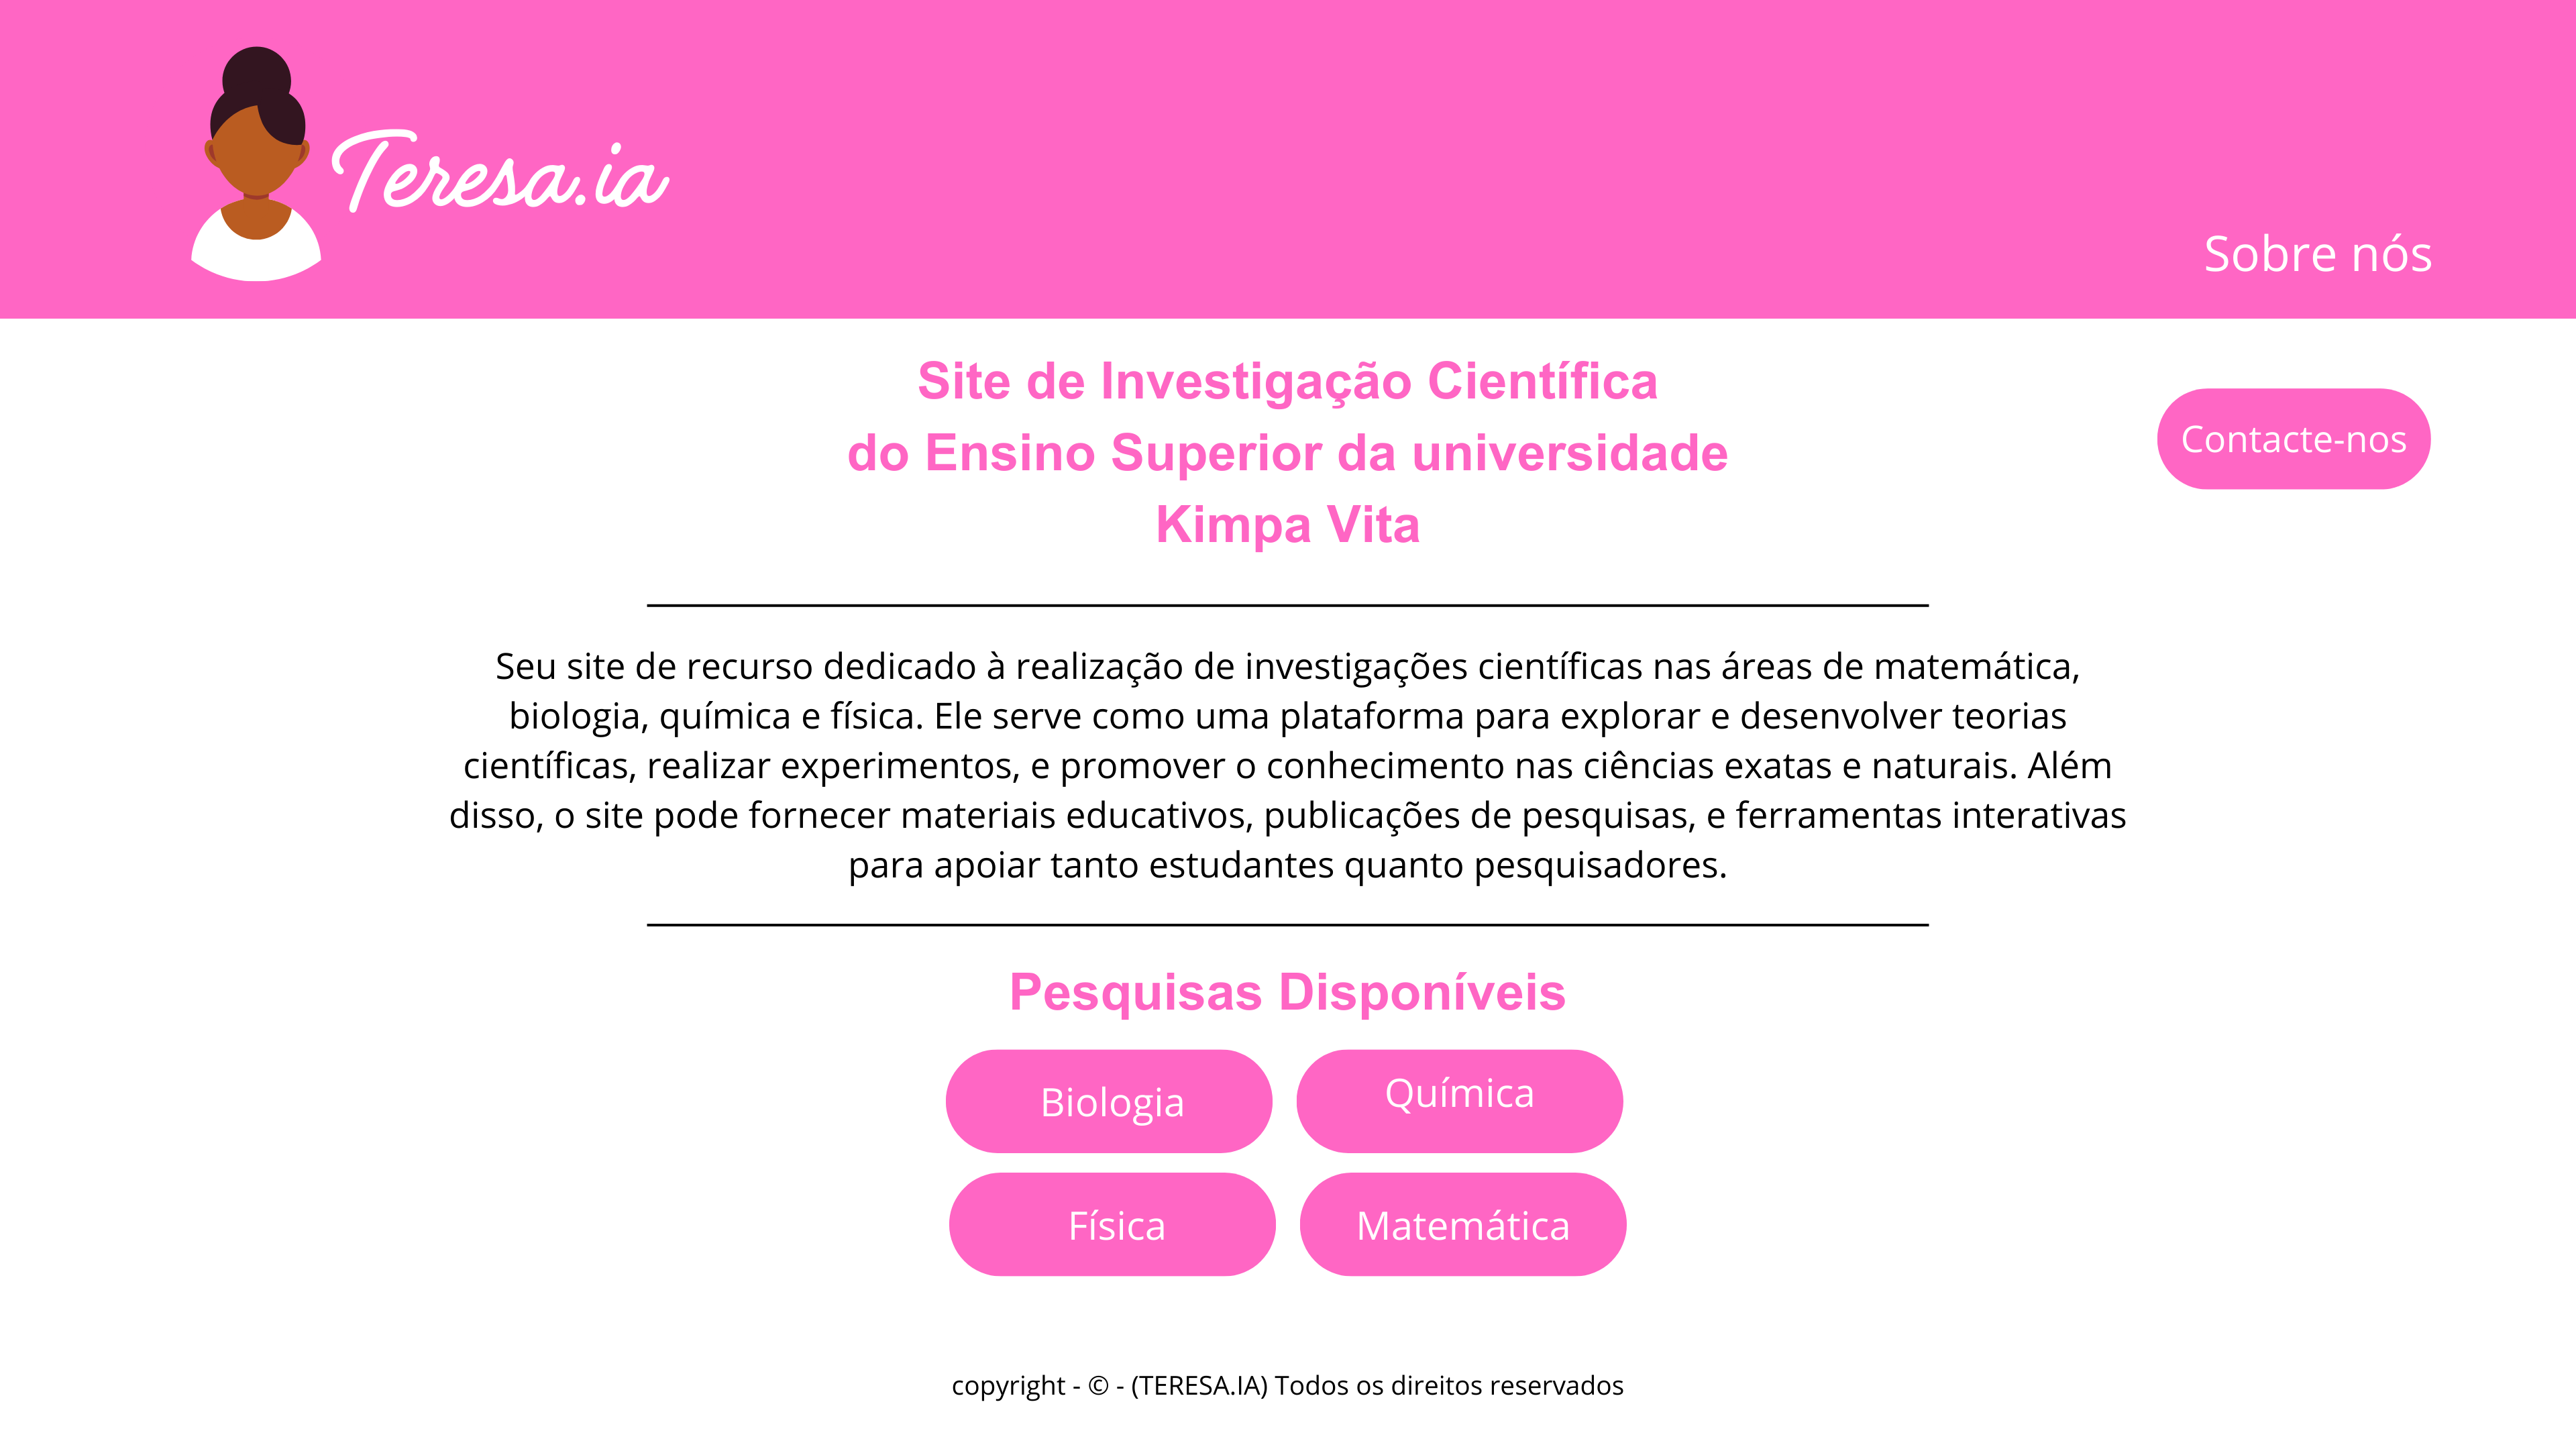 Teresa.ia
Sobre nós
Site de Investigação Científica
do Ensino Superior da universidade
Kimpa Vita
Contacte-nos
Seu site de recurso dedicado à realização de investigações científicas nas áreas de matemática,
biologia, química e física. Ele serve como uma plataforma para explorar e desenvolver teorias
científicas, realizar experimentos, e promover o conhecimento nas ciências exatas e naturais. Além
disso, o site pode fornecer materiais educativos, publicações de pesquisas, e ferramentas interativas
para apoiar tanto estudantes quanto pesquisadores.
Pesquisas Disponíveis
Biologia
Química
Física
Matemática
copyright - © - (TERESA.IA) Todos os direitos reservados